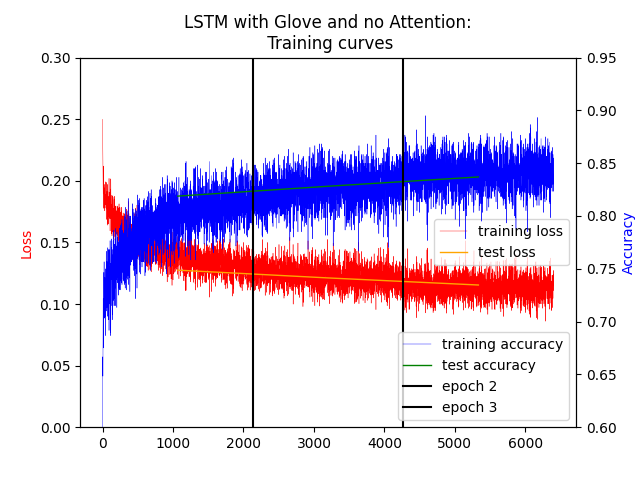 LSTM with Glove and no Attention:
Training curves
0.30
0.25
0.20
0.15
0.10
0.05
0.00
Loss
0.95
0.90
0.85
0.80
0.75
0.70
0.65
0.60
Accuracy
training loss
test loss
training accuracy
test accuracy
epoch 2
epoch 3
0 1000 2000 3000 4000 5000 6000